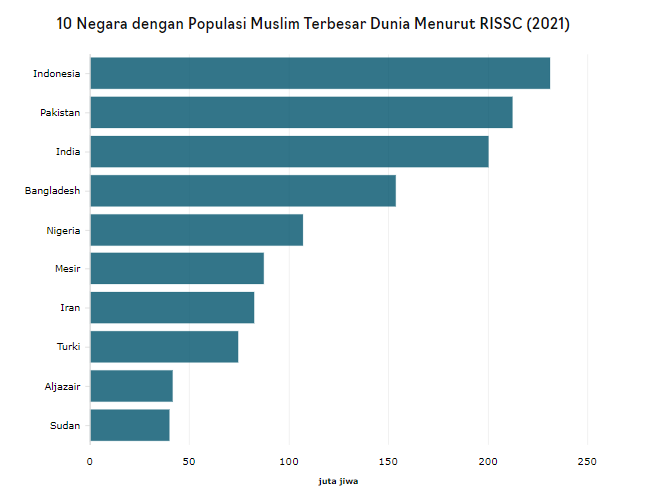 10 Negara dengan Populasi Muslim Terbesar Dunia Menurut RISSC (2021)
Indonesia
Pakistan
India
Bangladesh
Nigeria
Mesir
Iran
Turki
Aljazair
Sudan
0 50 100 150 200 250
juta jiwa